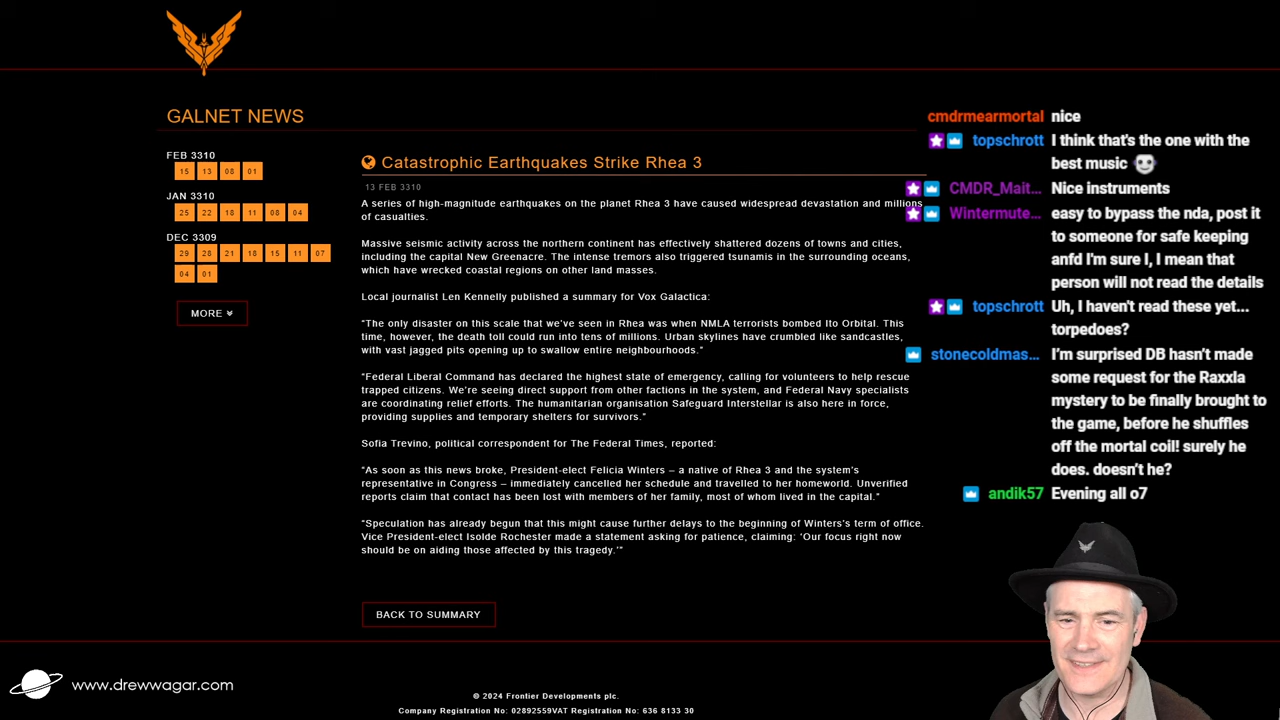 GALNET NEWS
FEB 3310
15 13 08 01
JAN 3310
25 22 18 11 08 04
DEC 3309
29 28 21 18 15 11 07
04 01
MORE
Catastrophic Earthquakes Strike Rhea 3
13 FEB 3310
A series of high-magnitude earthquakes on the planet Rhea 3 have caused widespread devastation and millions
of casualties.
Massive seismic activity across the northern continent has effectively shattered dozens of towns and cities,
including the capital New Greenacre. The intense tremors also triggered tsunamis in the surrounding oceans,
which have wrecked coastal regions on other land masses.
Local journalist Len Kennelly published a summary for Vox Galactica:
“The only disaster on this scale that we’ve seen in Rhea was when NMLA terrorists bombed Ito Orbital. This
time, however, the death toll could run into tens of millions. Urban skylines have crumbled like sandcastles,
with vast jagged pits opening up to swallow entire neighbourhoods.”
“Federal Liberal Command has declared the highest state of emergency, calling for volunteers to help rescue
trapped citizens. We’re seeing direct support from other factions in the system, and Federal Navy specialists
are coordinating relief efforts. The humanitarian organisation Safeguard Interstellar is also here in force,
providing supplies and temporary shelters for survivors.”
Sofia Trevino, political correspondent for The Federal Times, reported:
“As soon as this news broke, President-elect Felicia Winters – a native of Rhea 3 and the system’s
representative in Congress – immediately cancelled her schedule and travelled to her homeworld. Unverified
reports claim that contact has been lost with members of her family, most of whom lived in the capital.”
“Speculation has already begun that this might cause further delays to the beginning of Winters’s term of office.
Vice President-elect Isolde Rochester made a statement asking for patience, claiming: ‘Our focus right now
should be on aiding those affected by this tragedy.’”
BACK TO SUMMARY
cmdrmearmortal nice
topschrott I think that's the one with the
best music
CMDR_Mait... Nice instruments
Wintermute... easy to bypass the nda, post it
to someone for safe keeping
anfd I'm sure I, I mean that
person will not read the details
topschrott Uh, I haven't read these yet...
torpedoes?
stonecoldmas... I’m surprised DB hasn’t made
some request for the Raxxla
mystery to be finally brought to
the game, before he shuffles
off the mortal coil! surely he
does. doesn’t he?
andik57 Evening all o7
www.drewwagar.com
© 2024 Frontier Developments plc.
Company Registration No: 02892559VAT Registration No: 636 8133 30